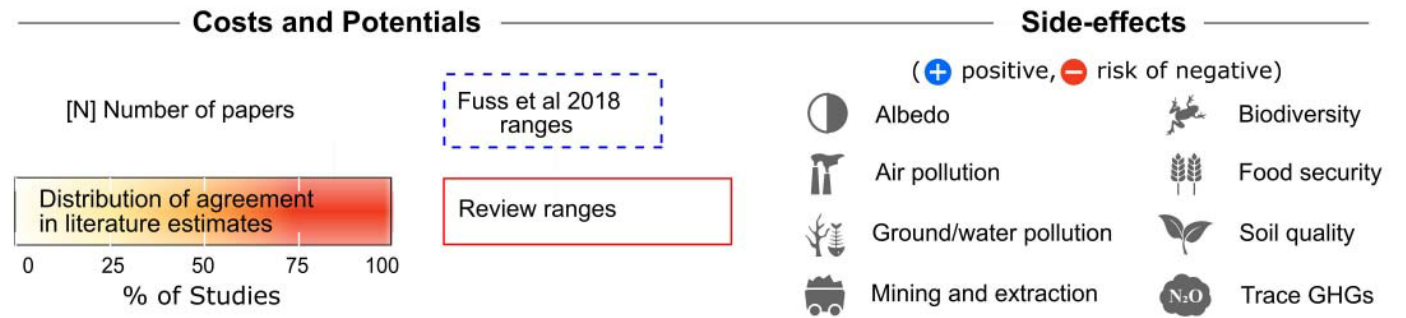 Costs and Potentials
Side-effects
( + positive, − risk of negative)
[N] Number of papers
Fuss et al 2018
ranges
Distribution of agreement
in literature estimates
0 25 50 75 100
% of Studies
Review ranges
Albedo
Biodiversity
Air pollution
Food security
Ground/water pollution
Soil quality
Mining and extraction
N₂O
Trace GHGs